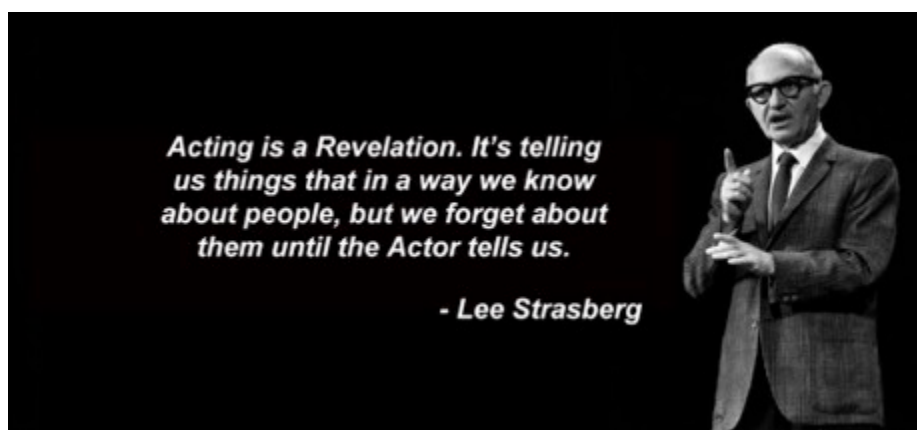 Acting is a Revelation. It's telling
us things that in a way we know
about people, but we forget about
them until the Actor tells us.
- Lee Strasberg